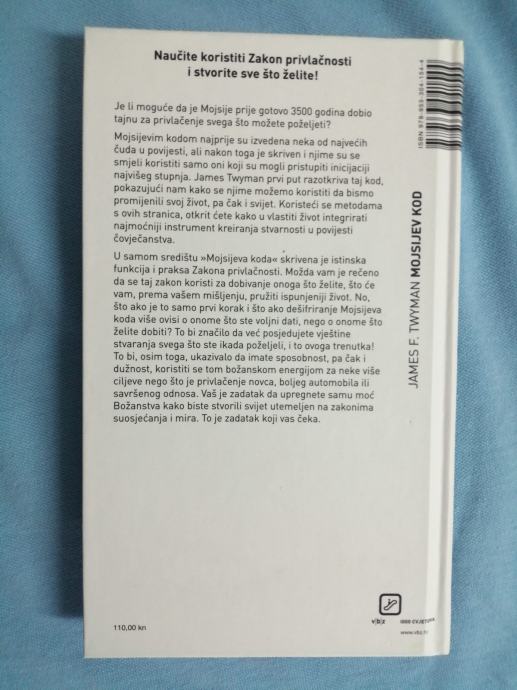 Naučite koristiti Zakon privlačnosti
i stvorite sve što želite!
Je li moguće da je Mojsije prije gotovo 3500 godina dobio
tajnu za privlačenje svega što možete poželjeti?
Mojsijevim kodom najprije su izvedena neka od najvećih
čuda u povijesti, ali nakon toga je skriven i njime su se
smjeli koristiti samo oni koji su mogli pristupiti inicijaciji
najvišeg stupnja. James Twyman prvi put razotkriva taj kod,
pokazujući nam kako se njime možemo koristiti da bismo
promijenili svoj život, pa čak i svijet. Koristeći se metodama
s ovih stranica, otkrit ćete kako u vlastiti život integrirati
najmoćniji instrument kreiranja stvarnosti u povijesti
čovječanstva.
U samom središtu »Mojsijeva koda« skrivena je istinska
funkcija i praksa Zakona privlačnosti. Možda vam je rečeno
da se taj zakon koristi za dobivanje onoga što želite, što će
vam, prema vašem mišljenju, pružiti ispunjeniji život. No,
što ako je to samo prvi korak i što ako dešifriranje Mojsijeva
koda više ovisi o onome što ste voljni dati, nego o onome što
želite dobiti? To bi značilo da već posjedujete vještine
stvaranja svega što ste ikada poželjeli, i to ovoga trenutka!
To bi, osim toga, ukazivalo da imate sposobnost, pa čak i
dužnost, koristiti se tom božanskom energijom za neke više
ciljeve nego što je privlačenje novca, boljeg automobila ili
savršenog odnosa. Vaš je zadatak da upregnete samu moć
Božanstva kako biste stvorili svijet utemeljen na zakonima
suosjećanja i mira. To je zadatak koji vas čeka.
110,00 kn
v|b|z
www.vbz.hr
ISBN 978-953-304-154-4
JAMES F. TWYMAN MOJSIJEV KOD